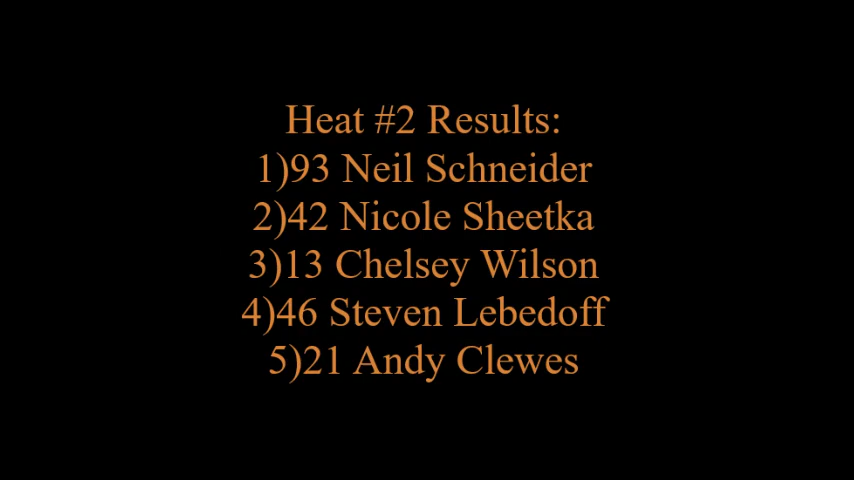 Heat #2 Results:
1)93 Neil Schneider
2)42 Nicole Sheetka
3)13 Chelsey Wilson
4)46 Steven Lebedoff
5)21 Andy Clewes